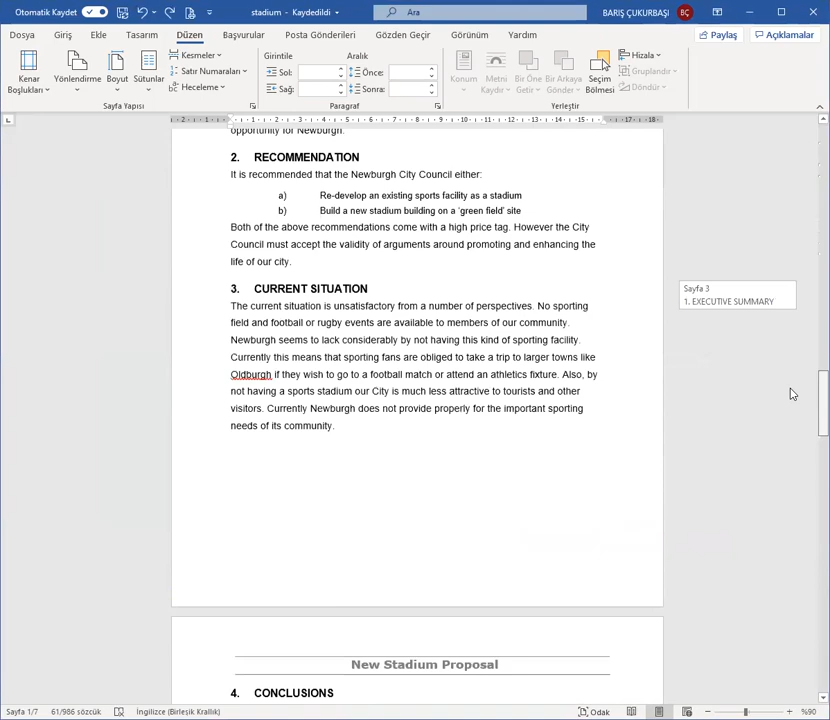 Otomatik Kaydet
stadium - Kaydedildi
Ara
BARIŞ ÇUKURBAŞI
BÇ
Dosya Giriş Ekle Tasarım Düzen Başvurular Posta Gönderileri Gözden Geçir Görünüm Yardım
Paylaş
Açıklamalar
Kenar Boşlukları
Yönlendirme
Boyut
Sütunlar
Kesmeler
Satır Numaraları
Heceleme
Sayfa Yapısı
Girintile
Sol:
Sağ:
Aralık
Önce:
Sonra:
Paragraf
Konum
Metni Kaydır
Bir Öne Getir
Bir Arkaya Gönder
Seçim Bölmesi
Hizala
Gruplandır
Döndür
Yerleştir
opportunity for Newburgh.
2. RECOMMENDATION
It is recommended that the Newburgh City Council either:
a) Re-develop an existing sports facility as a stadium
b) Build a new stadium building on a 'green field' site
Both of the above recommendations come with a high price tag. However the City
Council must accept the validity of arguments around promoting and enhancing the
life of our city.
3. CURRENT SITUATION
The current situation is unsatisfactory from a number of perspectives. No sporting
field and football or rugby events are available to members of our community.
Newburgh seems to lack considerably by not having this kind of sporting facility.
Currently this means that sporting fans are obliged to take a trip to larger towns like
Oldburgh if they wish to go to a football match or attend an athletics fixture. Also, by
not having a sports stadium our City is much less attractive to tourists and other
visitors. Currently Newburgh does not provide properly for the important sporting
needs of its community.
Sayfa 3
1. EXECUTIVE SUMMARY
New Stadium Proposal
4. CONCLUSIONS
Sayfa 1/7
61/986 sözcük
İngilizce (Birleşik Krallık)
Odak
%90